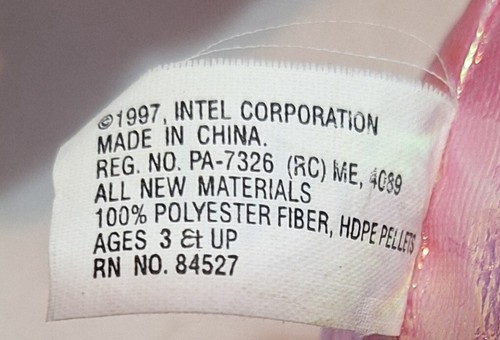 ©1997, INTEL CORPORATION
MADE IN CHINA.
REG. NO. PA-7326 (RC) ME, 4089
ALL NEW MATERIALS
100% POLYESTER FIBER, HDPE PELLETS
AGES 3 & UP
RN NO. 84527